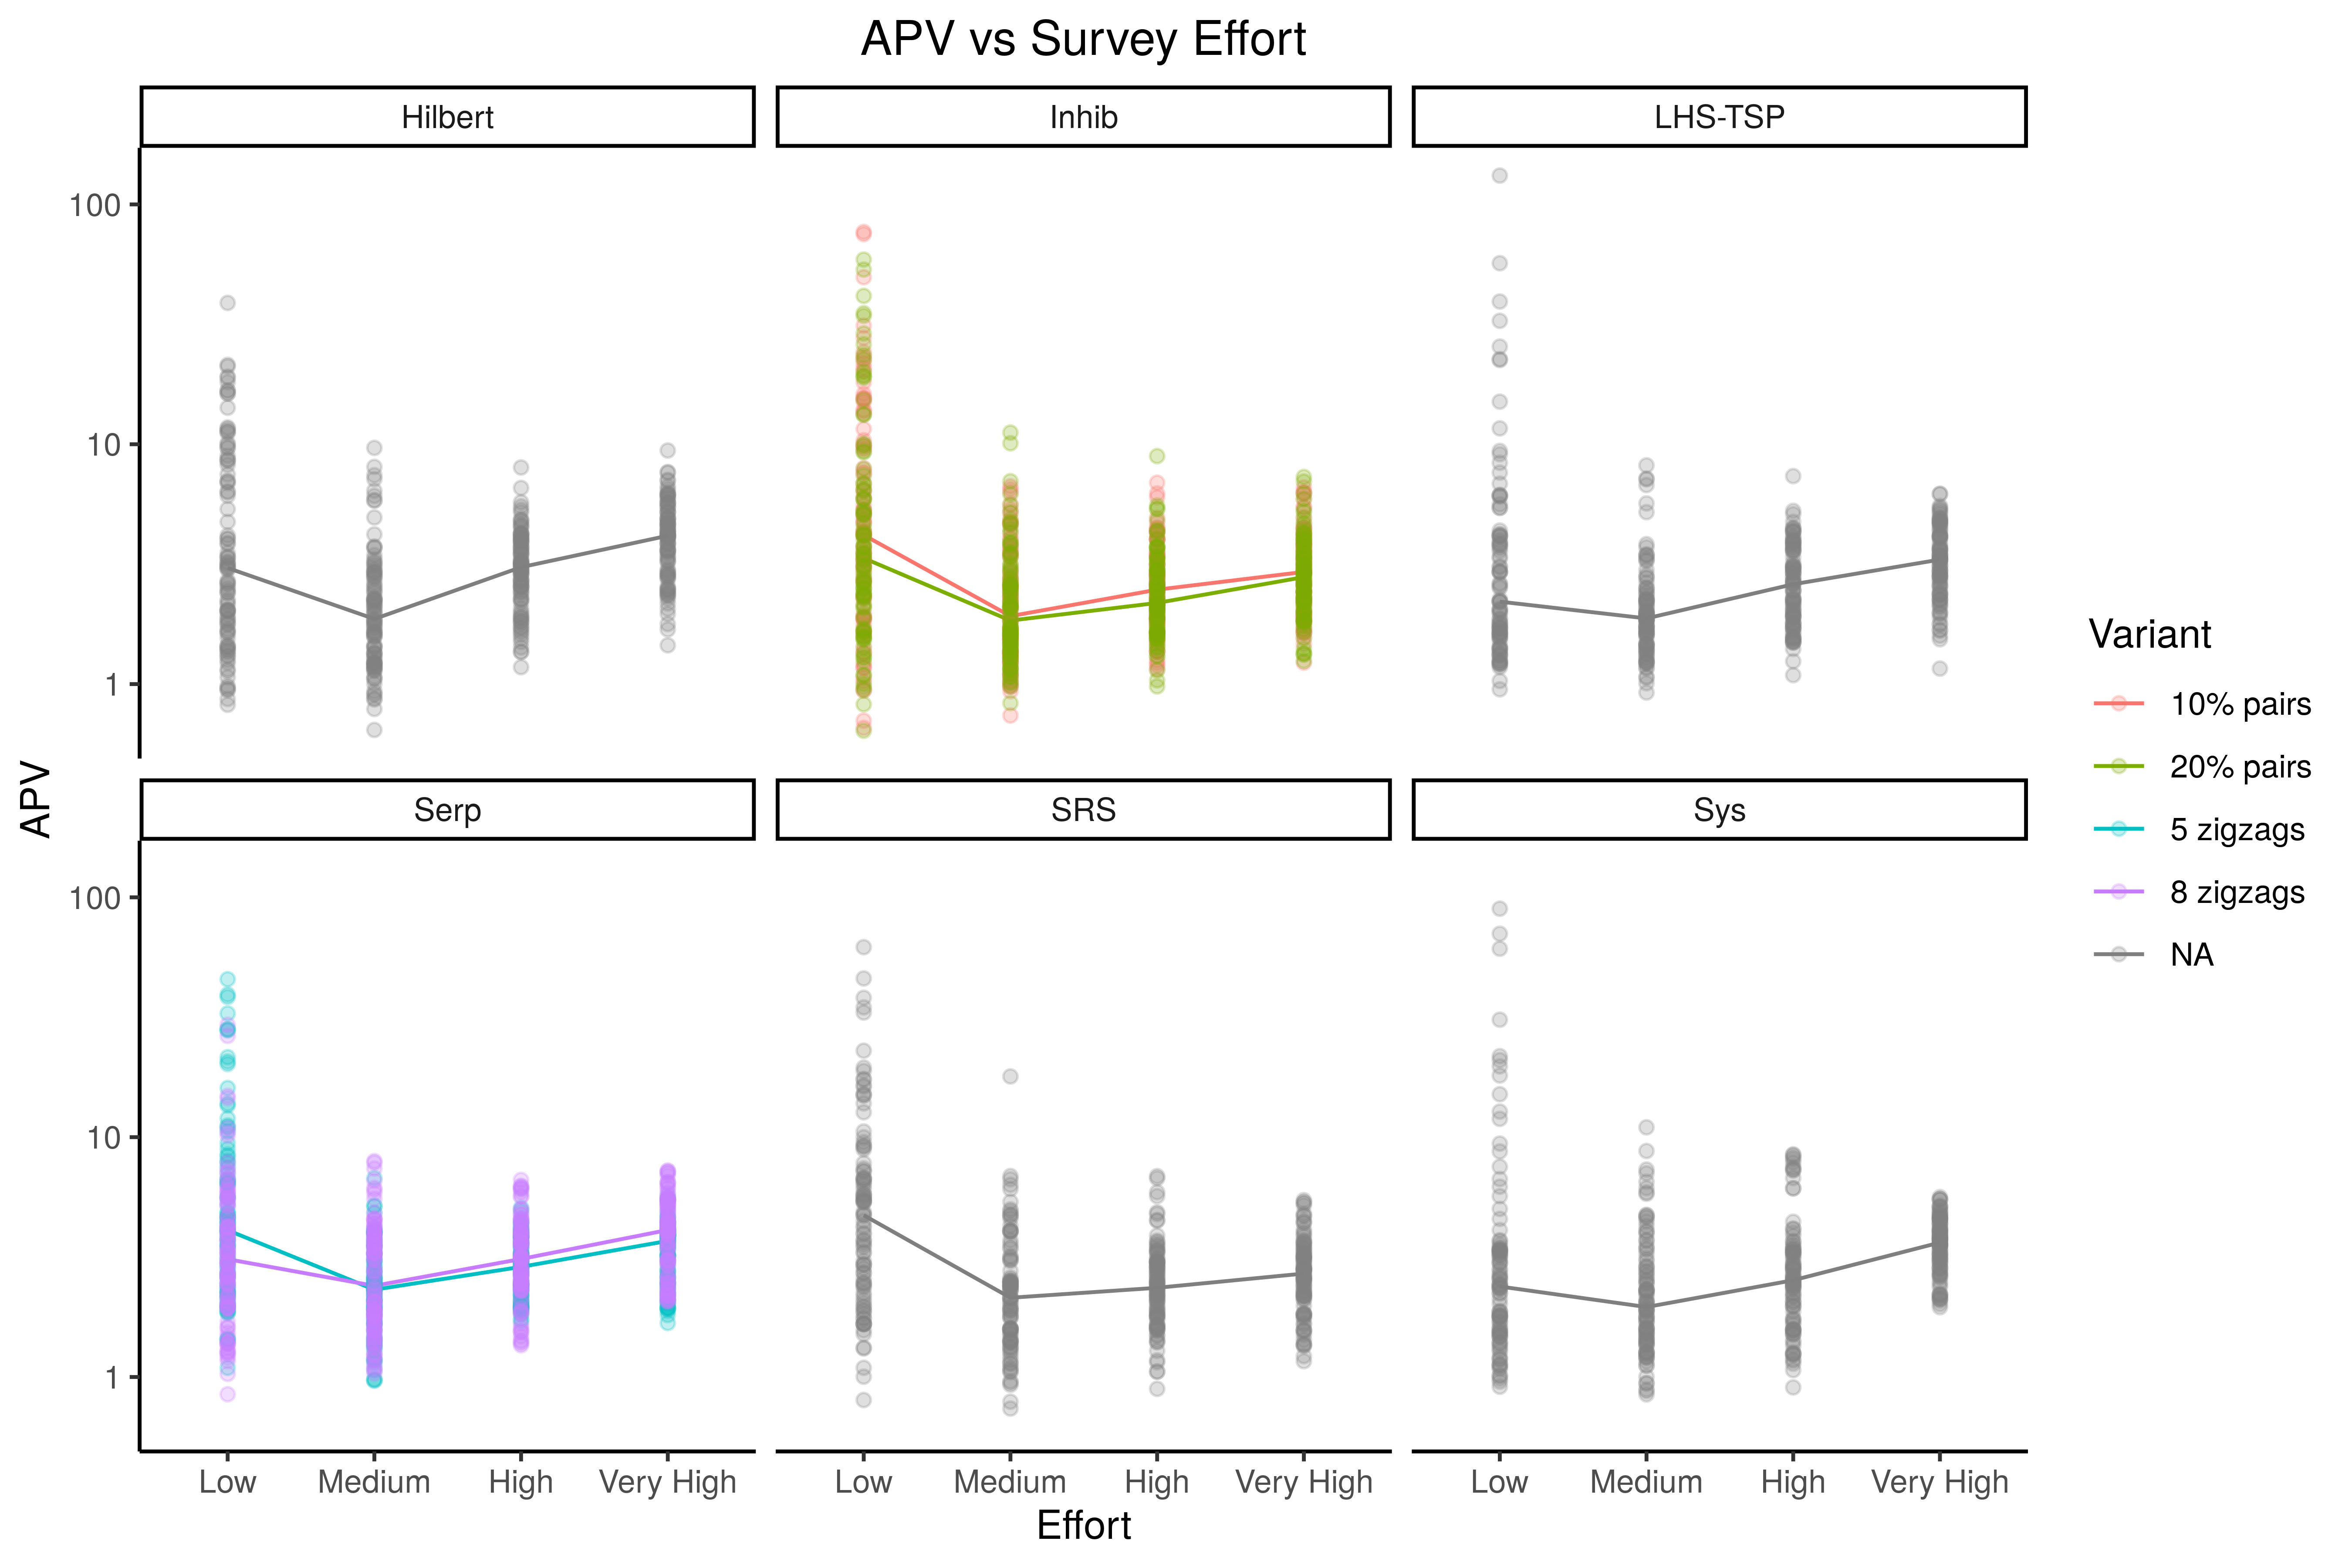 APV vs Survey Effort
Hilbert
Inhib
LHS-TSP
100
10
1
Serp
SRS
Sys
100
10
1
Low Medium High Very High
Low Medium High Very High
Low Medium High Very High
Effort
APV
Variant
10% pairs
20% pairs
5 zigzags
8 zigzags
NA